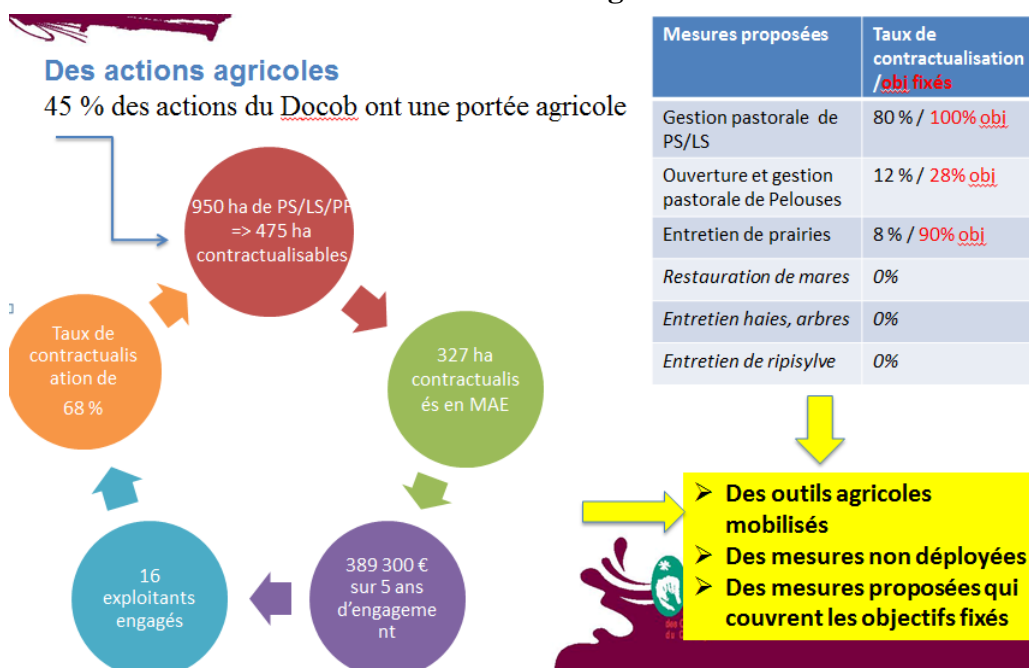 Des actions agricoles
45 % des actions du Docob ont une portée agricole
950 ha de PS/LS/PF
=> 475 ha
contractualisables
327 ha
contractualis
és en MAE
389 300 €
sur 5 ans
d’engageme
nt
16
exploitants
engagés
Taux de
contractualis
ation de
68 %
Mesures proposées
Taux de
contractualisation
/obj fixés
Gestion pastorale de
PS/LS
80 % / 100% obj
Ouverture et gestion
pastorale de Pelouses
12 % / 28% obj
Entretien de prairies
8 % / 90% obj
Restauration de mares
0%
Entretien haies, arbres
0%
Entretien de ripisylve
0%
➢ Des outils agricoles
mobilisés
➢ Des mesures non déployées
➢ Des mesures proposées qui
couvrent les objectifs fixés